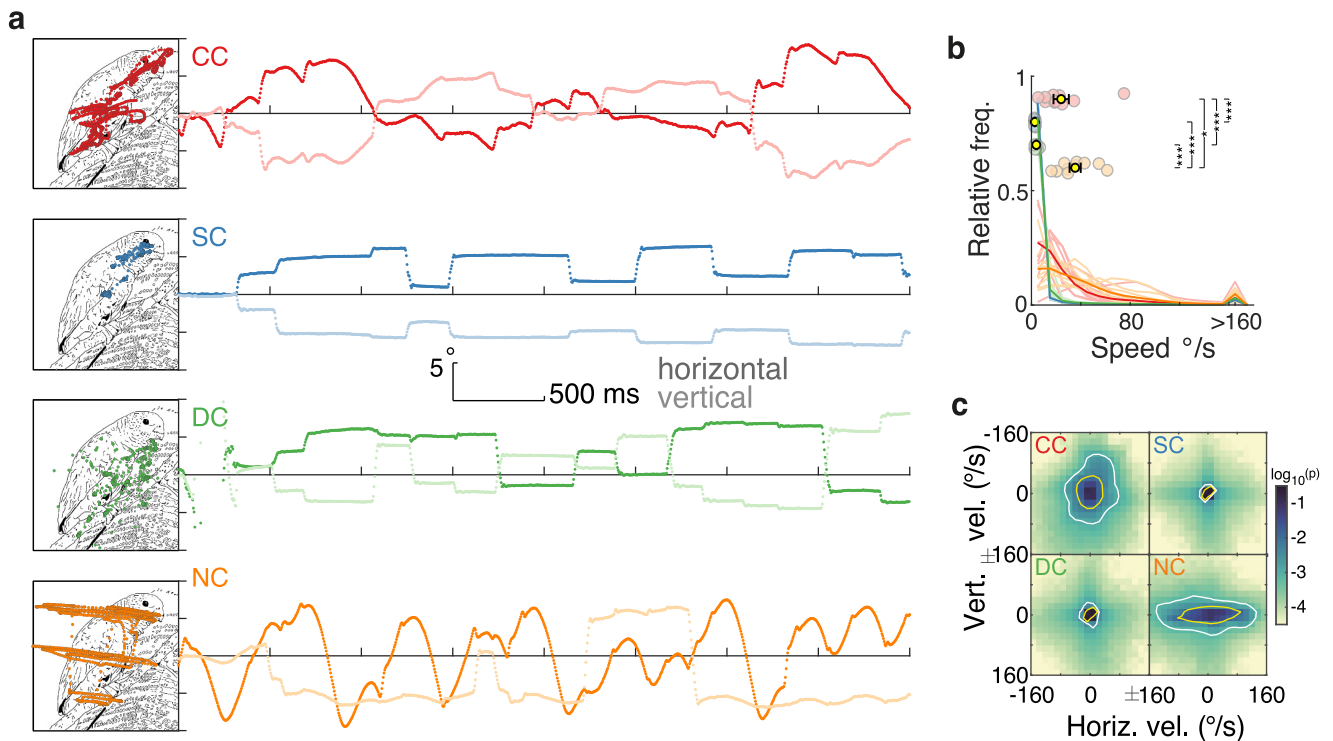 a
CC
SC
5°
500 ms
horizontal
vertical
DC
NC
b
Relative freq.
1
0.5
0
0
80
>160
Speed °/s
***
***
*
***
***
c
Vert. vel. (°/s)
-160
0
±160
0
160
CC
SC
DC
NC
-160
0
±160
0
160
Horiz. vel. (°/s)
log10(p)
-1
-2
-3
-4